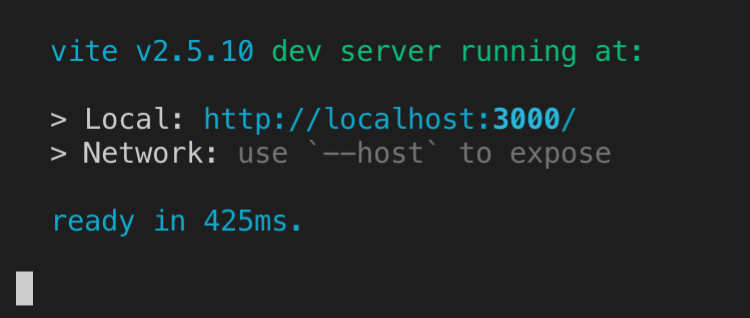 vite v2.5.10 dev server running at:
> Local: http://localhost:3000/
> Network: use `--host` to expose
ready in 425ms.